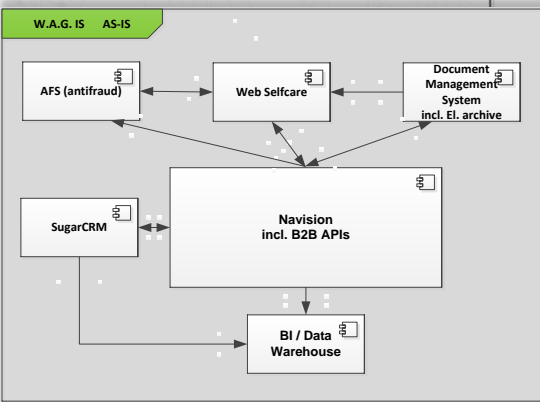 W.A.G. IS AS-IS
AFS (antifraud)
Web Selfcare
Document
Management
System
incl. El. archive
SugarCRM
Navision
incl. B2B APIs
BI / Data
Warehouse